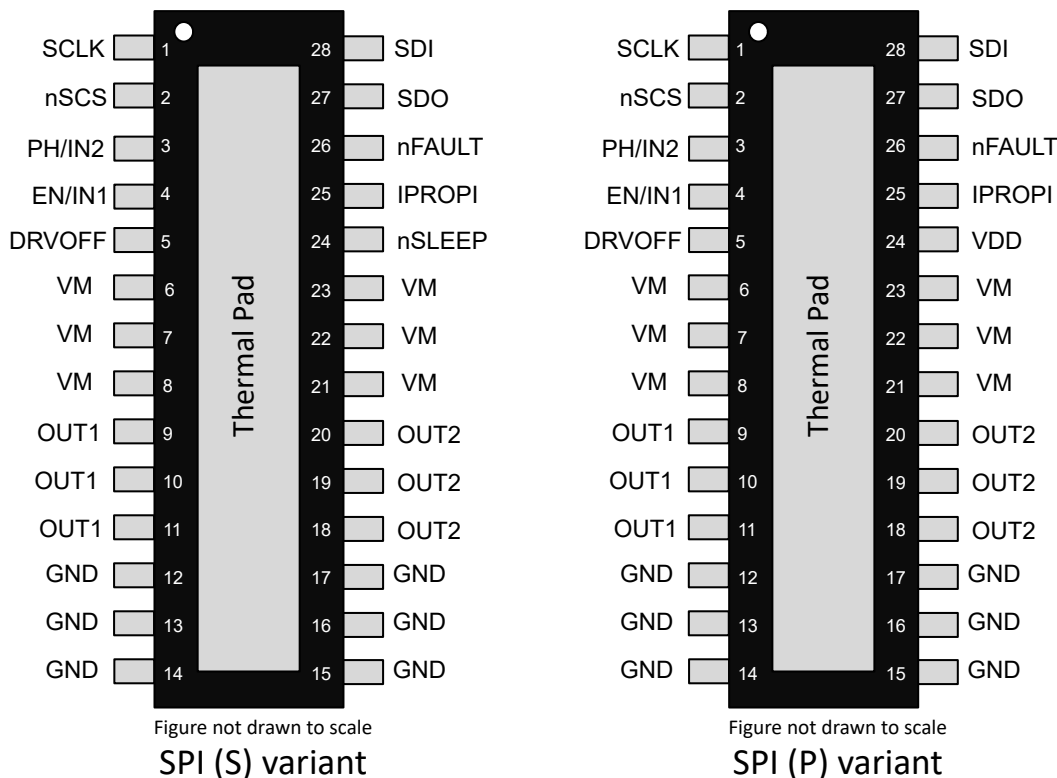 SCLK 1 28 SDI
nSCS 2 27 SDO
PH/IN2 3 26 nFAULT
EN/IN1 4 25 IPROPI
DRVOFF 5 24 nSLEEP
VM 6 23 VM
VM 7 22 VM
VM 8 21 VM
OUT1 9 20 OUT2
OUT1 10 19 OUT2
OUT1 11 18 OUT2
GND 12 17 GND
GND 13 16 GND
GND 14 15 GND
Thermal Pad
Figure not drawn to scale
SPI (S) variant
SCLK 1 28 SDI
nSCS 2 27 SDO
PH/IN2 3 26 nFAULT
EN/IN1 4 25 IPROPI
DRVOFF 5 24 VDD
VM 6 23 VM
VM 7 22 VM
VM 8 21 VM
OUT1 9 20 OUT2
OUT1 10 19 OUT2
OUT1 11 18 OUT2
GND 12 17 GND
GND 13 16 GND
GND 14 15 GND
Thermal Pad
Figure not drawn to scale
SPI (P) variant